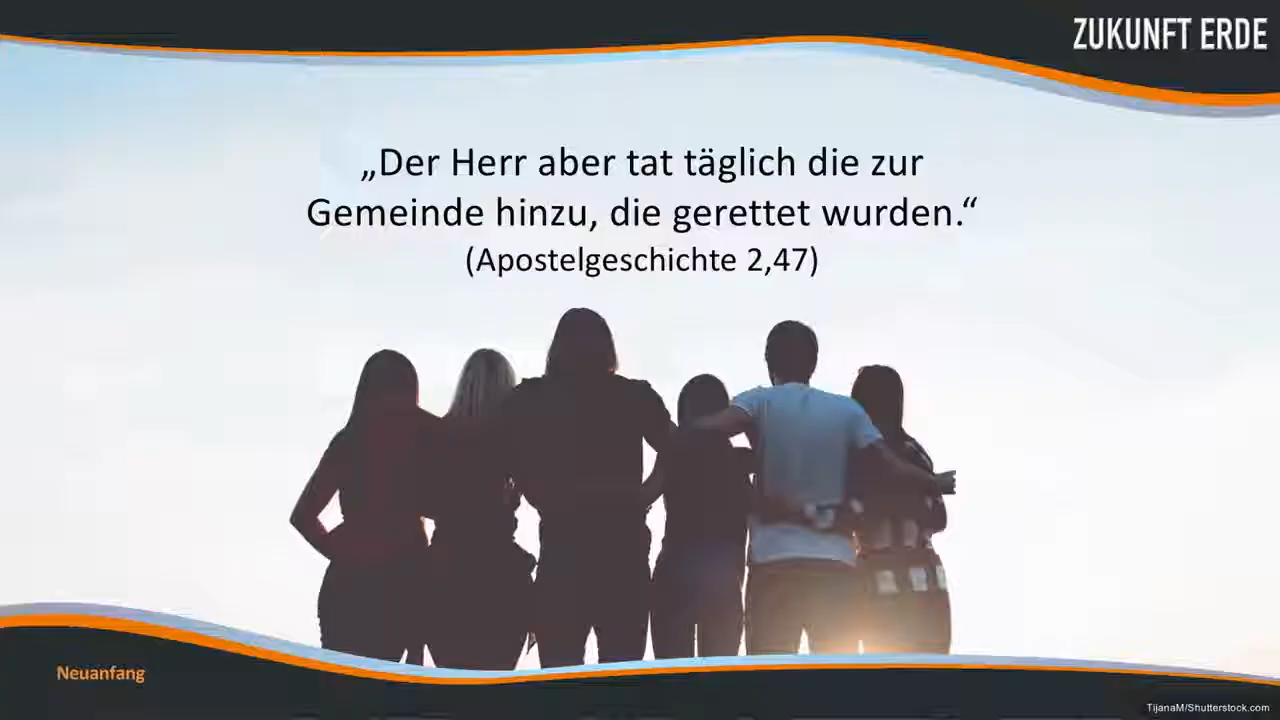 ZUKUNFT ERDE
„Der Herr aber tat täglich die zur
Gemeinde hinzu, die gerettet wurden.“
(Apostelgeschichte 2,47)
Neuanfang
TijanaM/Shutterstock.com